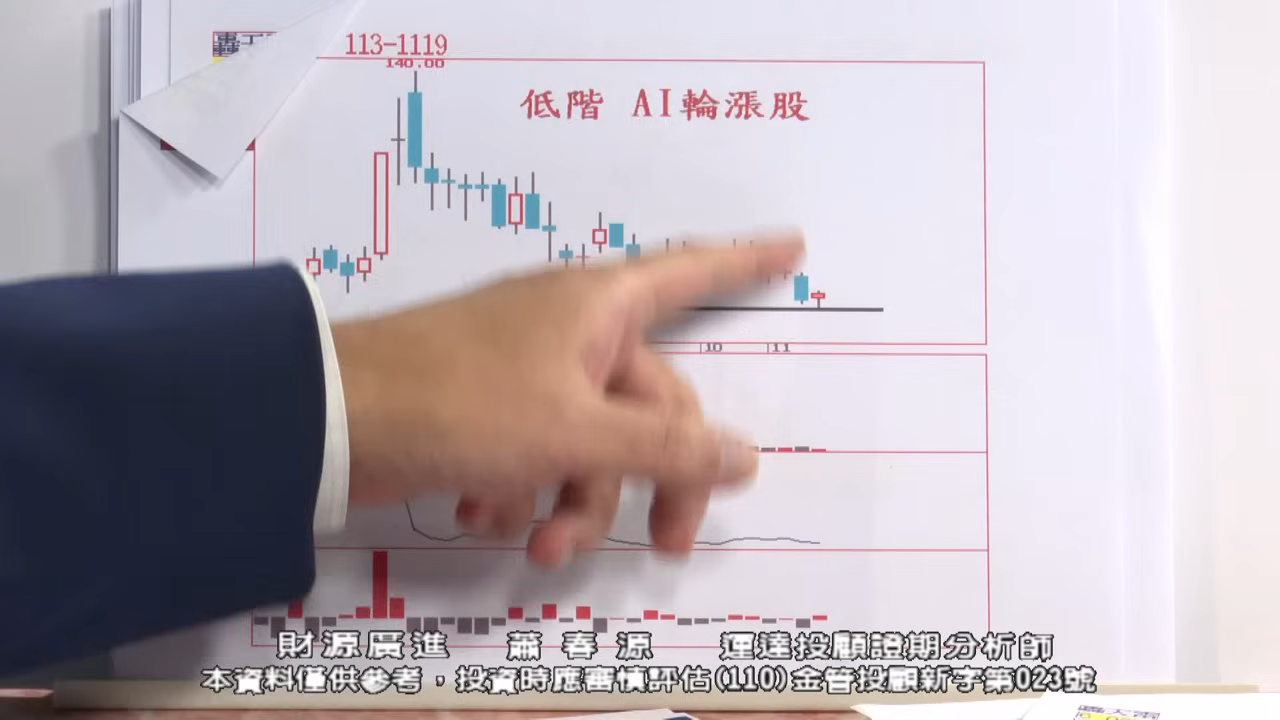 113-1119
140.00
低階 AI輪漲股
10
11
財源廣進 蕭春源 運達投顧證期分析師
本資料僅供參考，投資時應審慎評估(110)金管投顧新字第023號